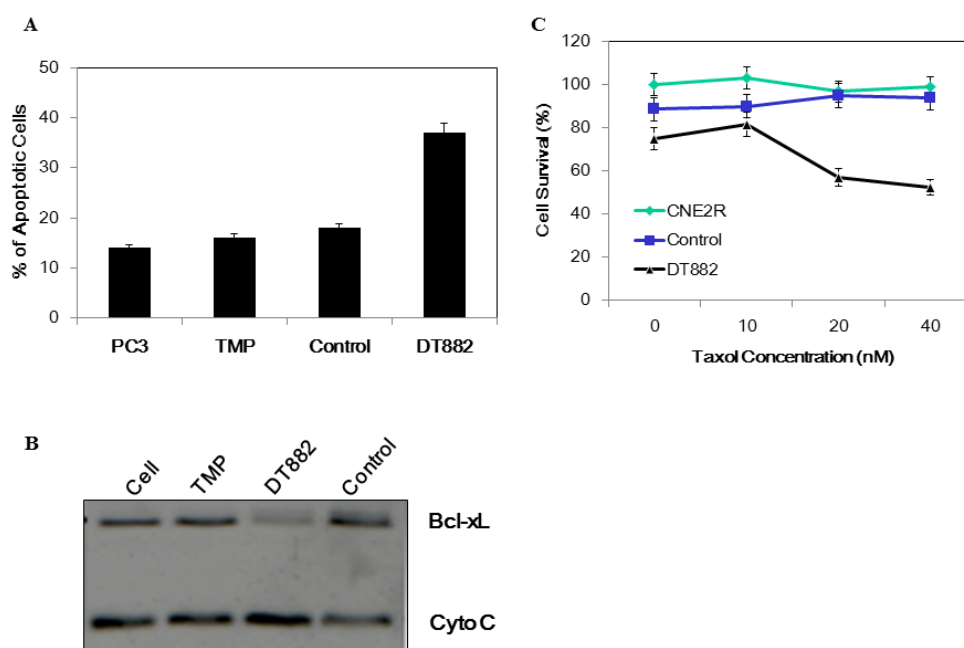 A
% of Apoptotic Cells
50
40
30
20
10
0
PC3 TMP Control DT882
C
Cell Survival (%)
120
100
80
60
40
20
0
CNE2R
Control
DT882
0 10 20 40
Taxol Concentration (nM)
B
Cell TMP DT882 Control
Bcl-xL
Cyto C